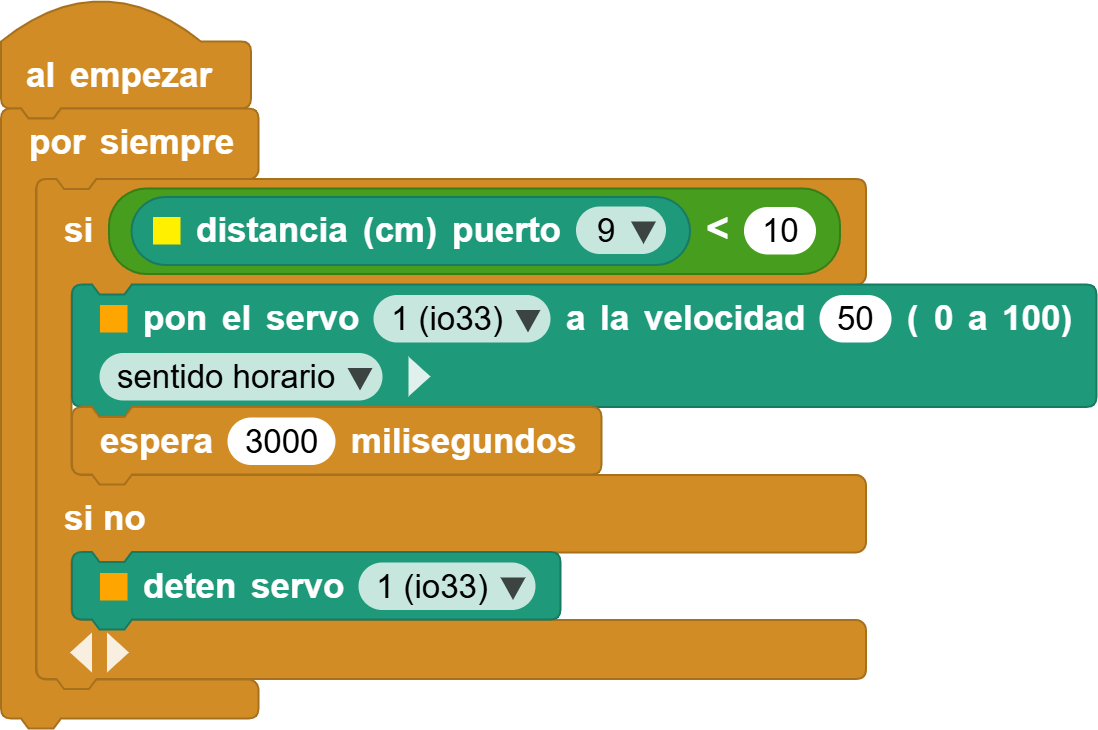 al empezar
por siempre
si distancia (cm) puerto 9 ▼ < 10
pon el servo 1 (io33) ▼ a la velocidad 50 ( 0 a 100)
sentido horario ▼
espera 3000 milisegundos
si no
deten servo 1 (io33) ▼